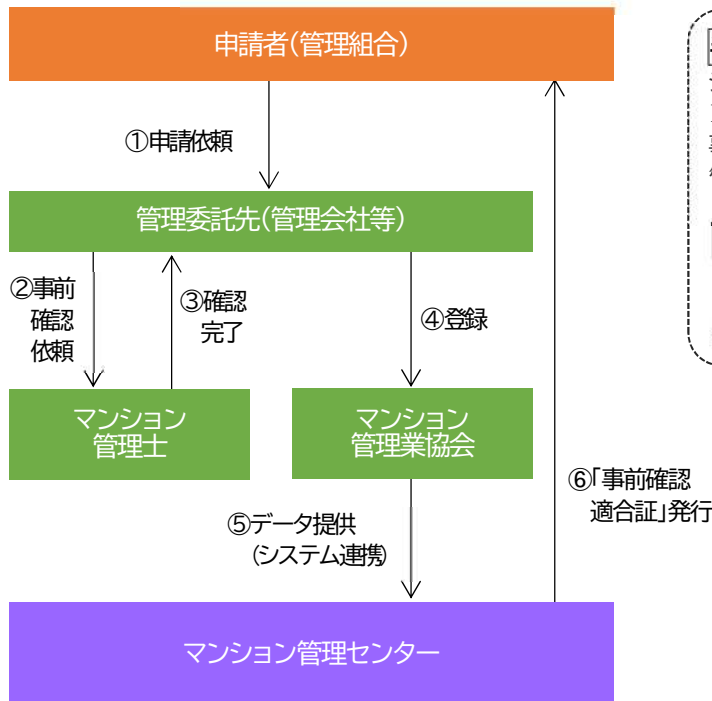 申請者(管理組合)
①申請依頼
管理委託先(管理会社等)
②事前
確認
依頼
③確認
完了
④登録
マンション
管理士
マンション
管理業協会
⑥「事前確認
適合証」発行
⑤データ提供
(システム連携)
マンション管理センター